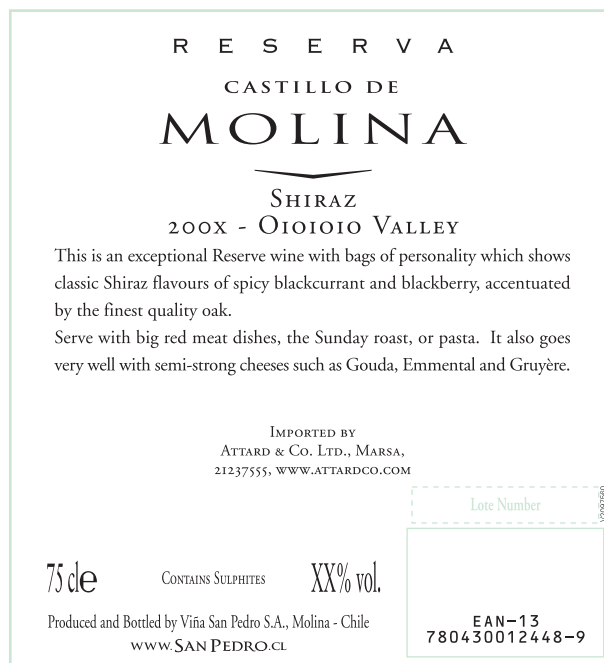 RESERVA
CASTILLO DE
MOLINA
SHIRAZ
200X - OIOIOIO VALLEY
This is an exceptional Reserve wine with bags of personality which shows
classic Shiraz flavours of spicy blackcurrant and blackberry, accentuated
by the finest quality oak.
Serve with big red meat dishes, the Sunday roast, or pasta. It also goes
very well with semi-strong cheeses such as Gouda, Emmental and Gruyère.
IMPORTED BY
ATTARD & CO. LTD., MARSA,
21237555, WWW.ATTARDCO.COM
Lote Number
75 cle
CONTAINS SULPHITES
XX% vol.
Produced and Bottled by Viña San Pedro S.A., Molina - Chile
WWW.SANPEDRO.CL
EAN-13
780430012448-9